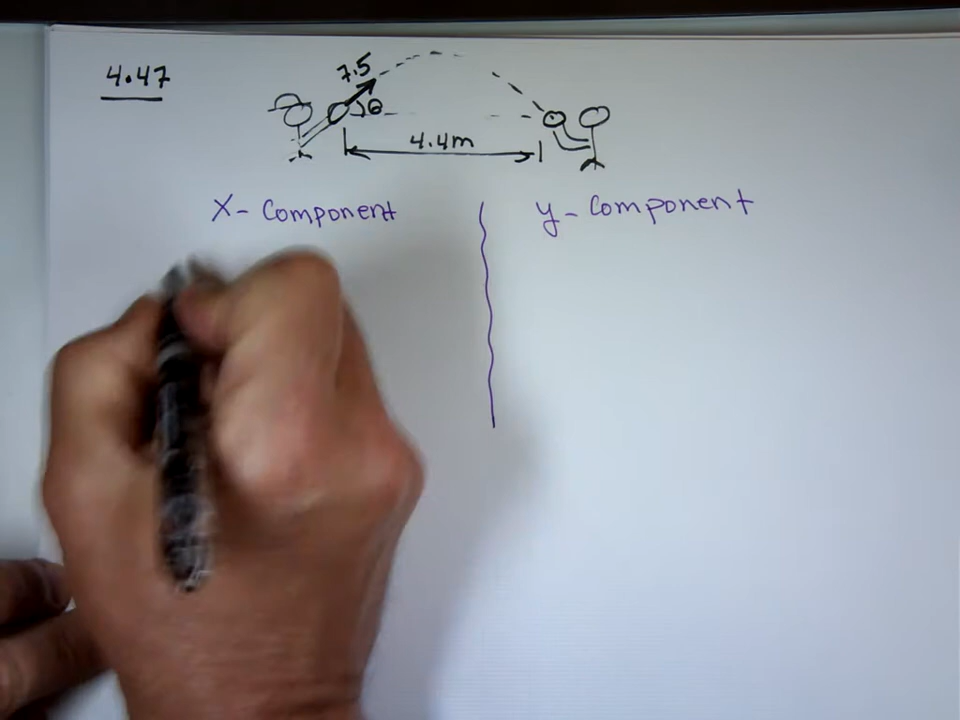 4.47
7.5
θ
4.4m
X- Component
y- Component